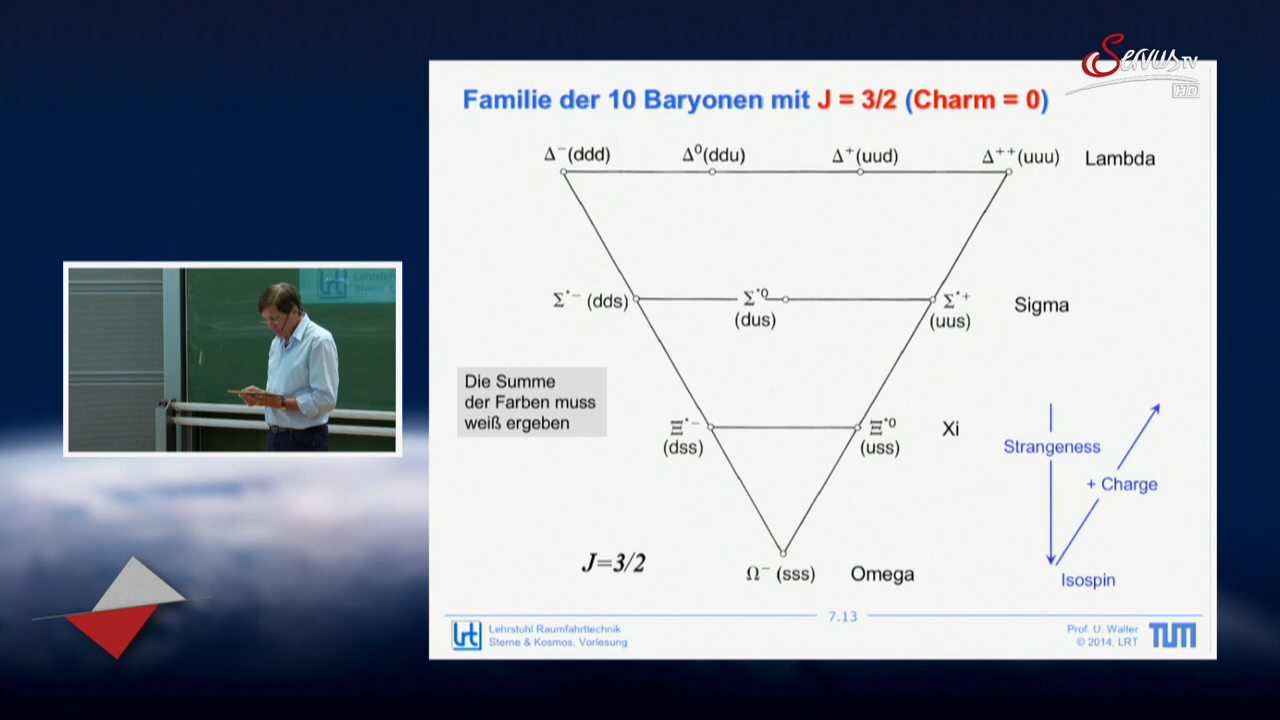 Servus TV
HD
Familie der 10 Baryonen mit J = 3/2 (Charm = 0)
Δ⁻(ddd) Δ⁰(ddu) Δ⁺(uud) Δ⁺⁺(uuu) Lambda
Σ*⁻ (dds) Σ*⁰ Σ*⁺ Sigma
(dus) (uus)
Die Summe
der Farben muss
weiß ergeben
Ξ*⁻ Ξ*⁰ Xi
(dss) (uss)
Strangeness
+ Charge
Isospin
J=3/2
Ω⁻ (sss) Omega
7.13
lrt Lehrstuhl Raumfahrttechnik
Sterne & Kosmos, Vorlesung
Prof. U. Walter
© 2014, LRT
TUM